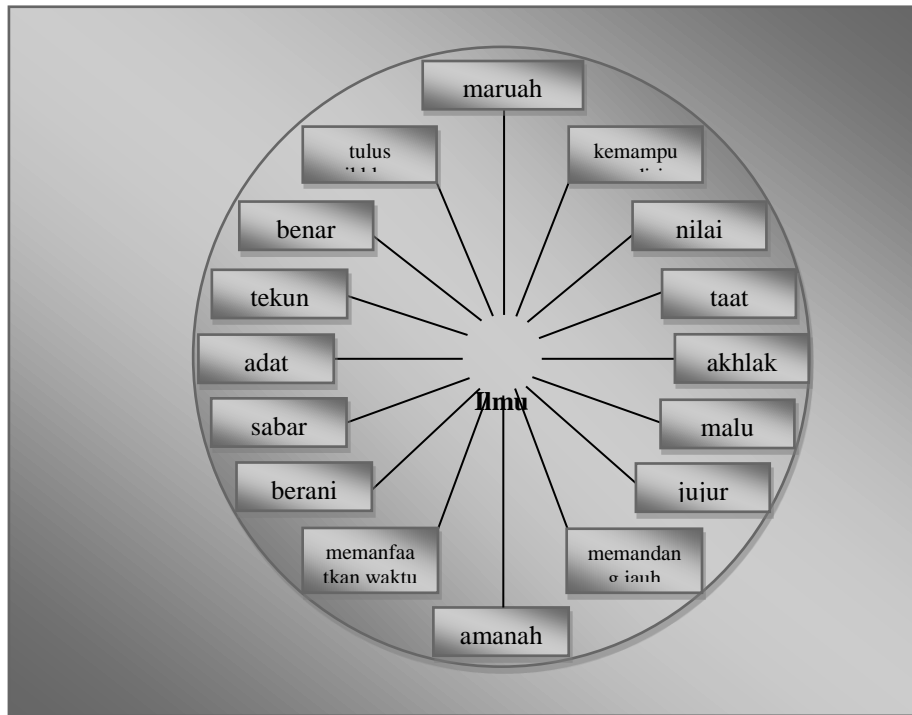 maruah
tulus
kemampu
benar
nilai
tekun
taat
adat
akhlak
Ilmu
sabar
malu
berani
jujur
memanfaa
tkan waktu
memandan
g jauh
amanah